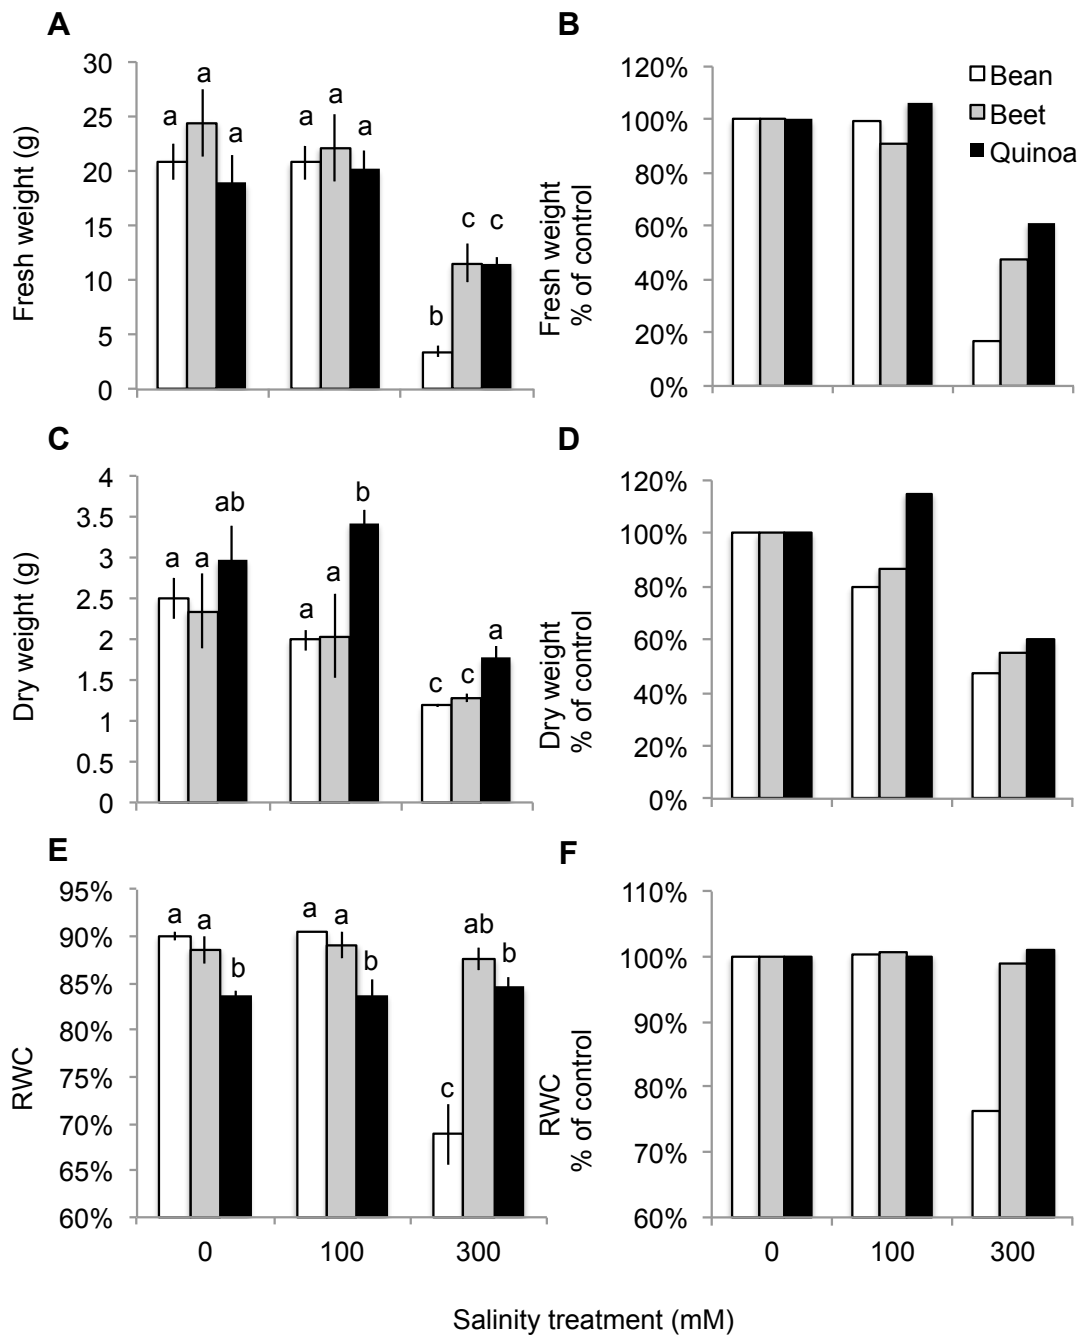 A
30
25
20
15
10
5
0
Fresh weight (g)
a
a
a
a
a
a
b
c
c
B
120%
100%
80%
60%
40%
20%
0%
Fresh weight
% of control
Bean
Beet
Quinoa
C
4
3.5
3
2.5
2
1.5
1
0.5
0
Dry weight (g)
a
a
ab
a
a
b
c
c
a
D
120%
100%
80%
60%
40%
20%
0%
Dry weight
% of control
E
95%
90%
85%
80%
75%
70%
65%
60%
RWC
a
a
b
a
a
b
c
ab
b
0
100
300
F
110%
100%
90%
80%
70%
60%
RWC
% of control
0
100
300
Salinity treatment (mM)